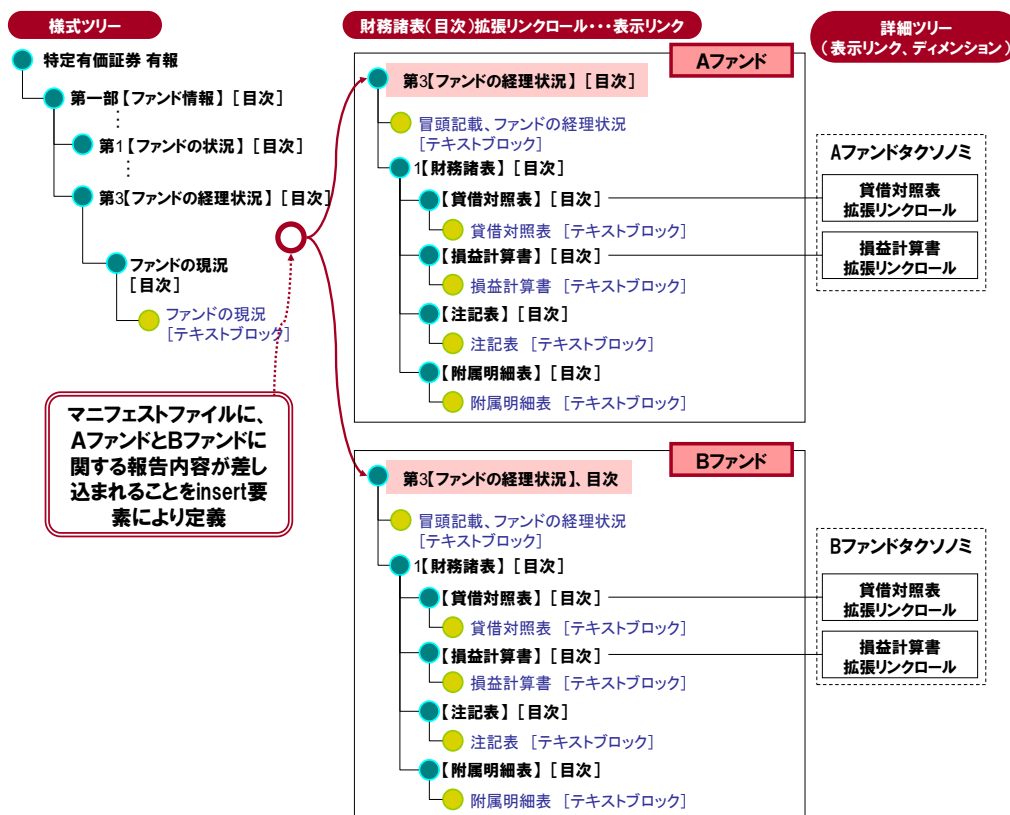 様式ツリー
特定有価証券 有報
第一部【ファンド情報】 [目次]
⋮
第1【ファンドの状況】 [目次]
⋮
第3【ファンドの経理状況】 [目次]
ファンドの現況
[目次]
ファンドの現況
[テキストブロック]
マニフェストファイルに、
AファンドとBファンドに
関する報告内容が差し
込まれることをinsert要
素により定義
財務諸表(目次)拡張リンクロール・・・表示リンク
Aファンド
第3【ファンドの経理状況】 [目次]
冒頭記載、ファンドの経理状況
[テキストブロック]
1【財務諸表】 [目次]
【貸借対照表】 [目次]
貸借対照表 [テキストブロック]
【損益計算書】 [目次]
損益計算書 [テキストブロック]
【注記表】 [目次]
注記表 [テキストブロック]
【附属明細表】 [目次]
附属明細表 [テキストブロック]
Bファンド
第3【ファンドの経理状況】、目次
冒頭記載、ファンドの経理状況
[テキストブロック]
1【財務諸表】 [目次]
【貸借対照表】 [目次]
貸借対照表 [テキストブロック]
【損益計算書】 [目次]
損益計算書 [テキストブロック]
【注記表】 [目次]
注記表 [テキストブロック]
【附属明細表】 [目次]
附属明細表 [テキストブロック]
詳細ツリー
(表示リンク、ディメンション)
Aファンドタクソノミ
貸借対照表
拡張リンクロール
損益計算書
拡張リンクロール
Bファンドタクソノミ
貸借対照表
拡張リンクロール
損益計算書
拡張リンクロール